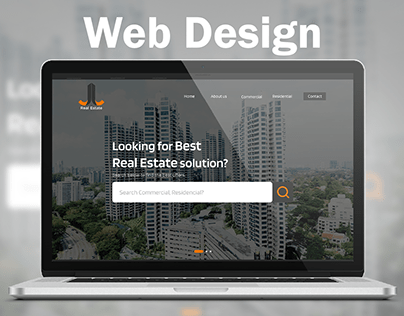 Web Design
Real Estate
Home About us Commercial Residential Contact
Looking for Best
Real Estate solution?
Search Commercial, Residencial?